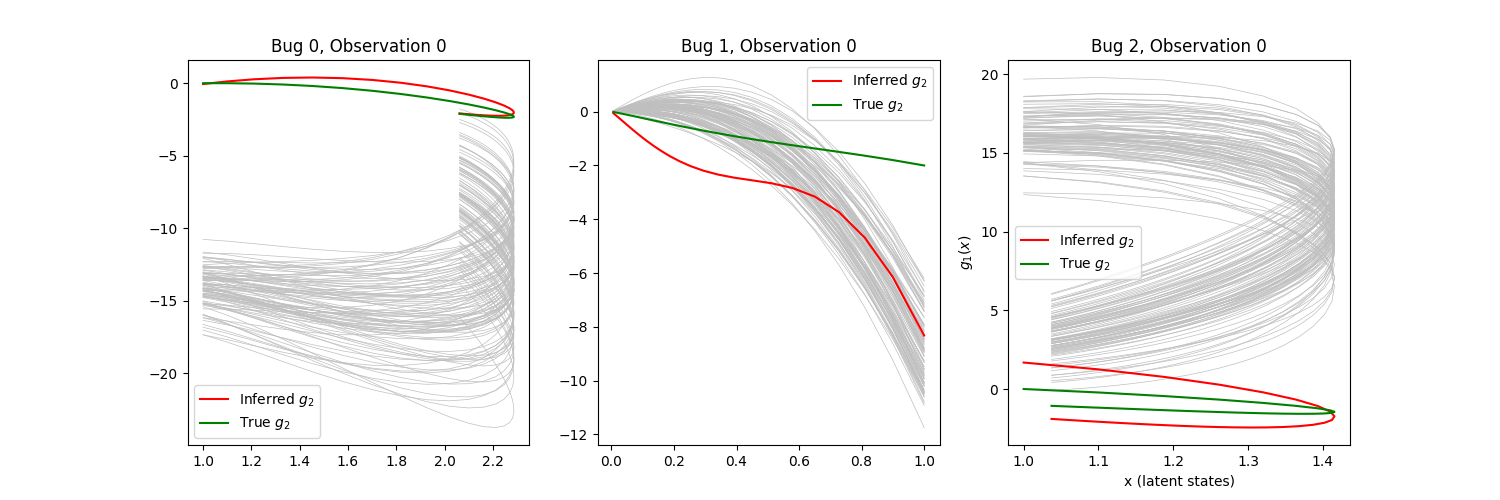 Bug 0, Observation 0
0
−5
−10
−15
−20
Inferred g₂
True g₂
1.0 1.2 1.4 1.6 1.8 2.0 2.2
Bug 1, Observation 0
Inferred g₂
True g₂
0
−2
−4
−6
−8
−10
−12
0.0 0.2 0.4 0.6 0.8 1.0
Bug 2, Observation 0
20
15
10
5
0
g₁(x)
Inferred g₂
True g₂
1.0 1.1 1.2 1.3 1.4
x (latent states)